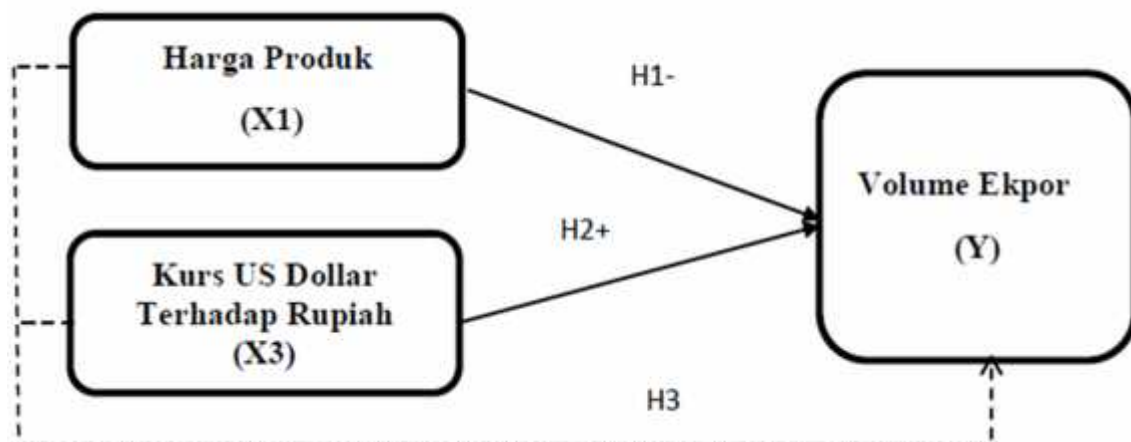 Harga Produk
(X1)
H1-
Volume Ekpor
(Y)
H2+
Kurs US Dollar
Terhadap Rupiah
(X3)
H3